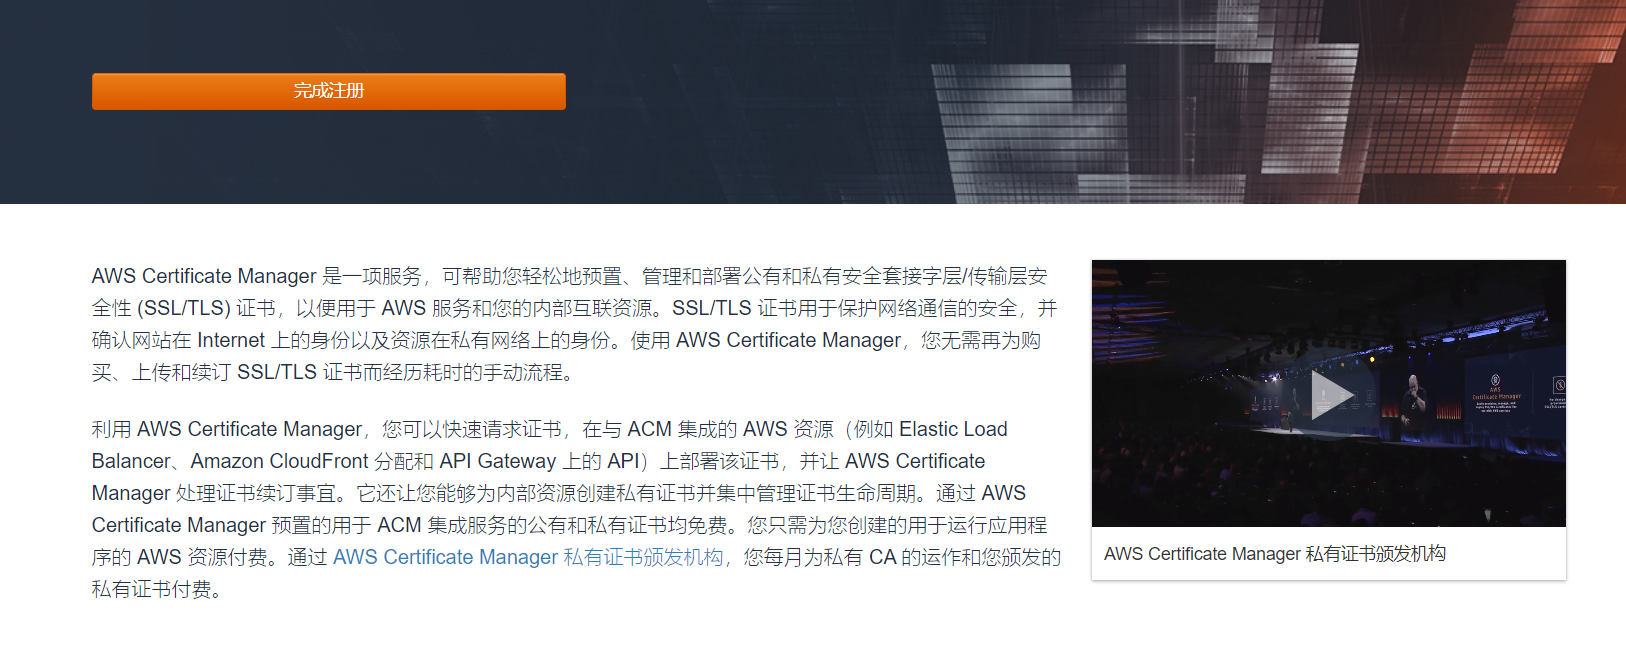 完成注册
AWS Certificate Manager 是一项服务，可帮助您轻松地预置、管理和部署公有和私有安全套接字层/传输层安
全性 (SSL/TLS) 证书，以便用于 AWS 服务和您的内部互联资源。SSL/TLS 证书用于保护网络通信的安全，并
确认网站在 Internet 上的身份以及资源在私有网络上的身份。使用 AWS Certificate Manager，您无需再为购
买、上传和续订 SSL/TLS 证书而经历耗时的手动流程。
利用 AWS Certificate Manager，您可以快速请求证书，在与 ACM 集成的 AWS 资源（例如 Elastic Load
Balancer、Amazon CloudFront 分配和 API Gateway 上的 API）上部署该证书，并让 AWS Certificate
Manager 处理证书续订事宜。它还让您能够为内部资源创建私有证书并集中管理证书生命周期。通过 AWS
Certificate Manager 预置的用于 ACM 集成服务的公有和私有证书均免费。您只需为您创建的用于运行应用程
序的 AWS 资源付费。通过 AWS Certificate Manager 私有证书颁发机构，您每月为私有 CA 的运作和您颁发的
私有证书付费。
AWS
Certificate Manager
AWS Certificate Manager 私有证书颁发机构